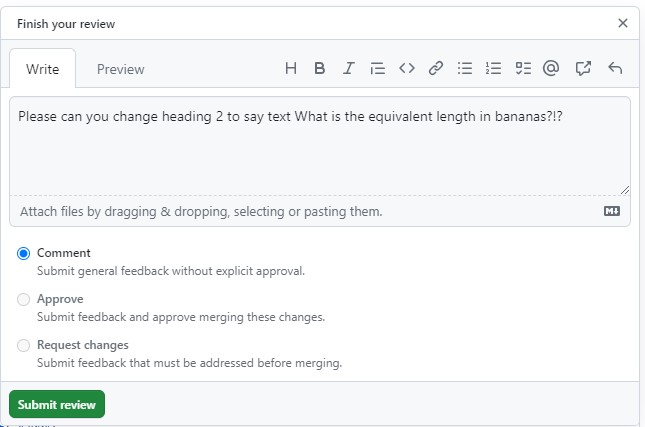 Finish your review
Write
Preview
H B I
Please can you change heading 2 to say text What is the equivalent length in bananas?!?
Attach files by dragging & dropping, selecting or pasting them.
Comment
Submit general feedback without explicit approval.
Approve
Submit feedback and approve merging these changes.
Request changes
Submit feedback that must be addressed before merging.
Submit review